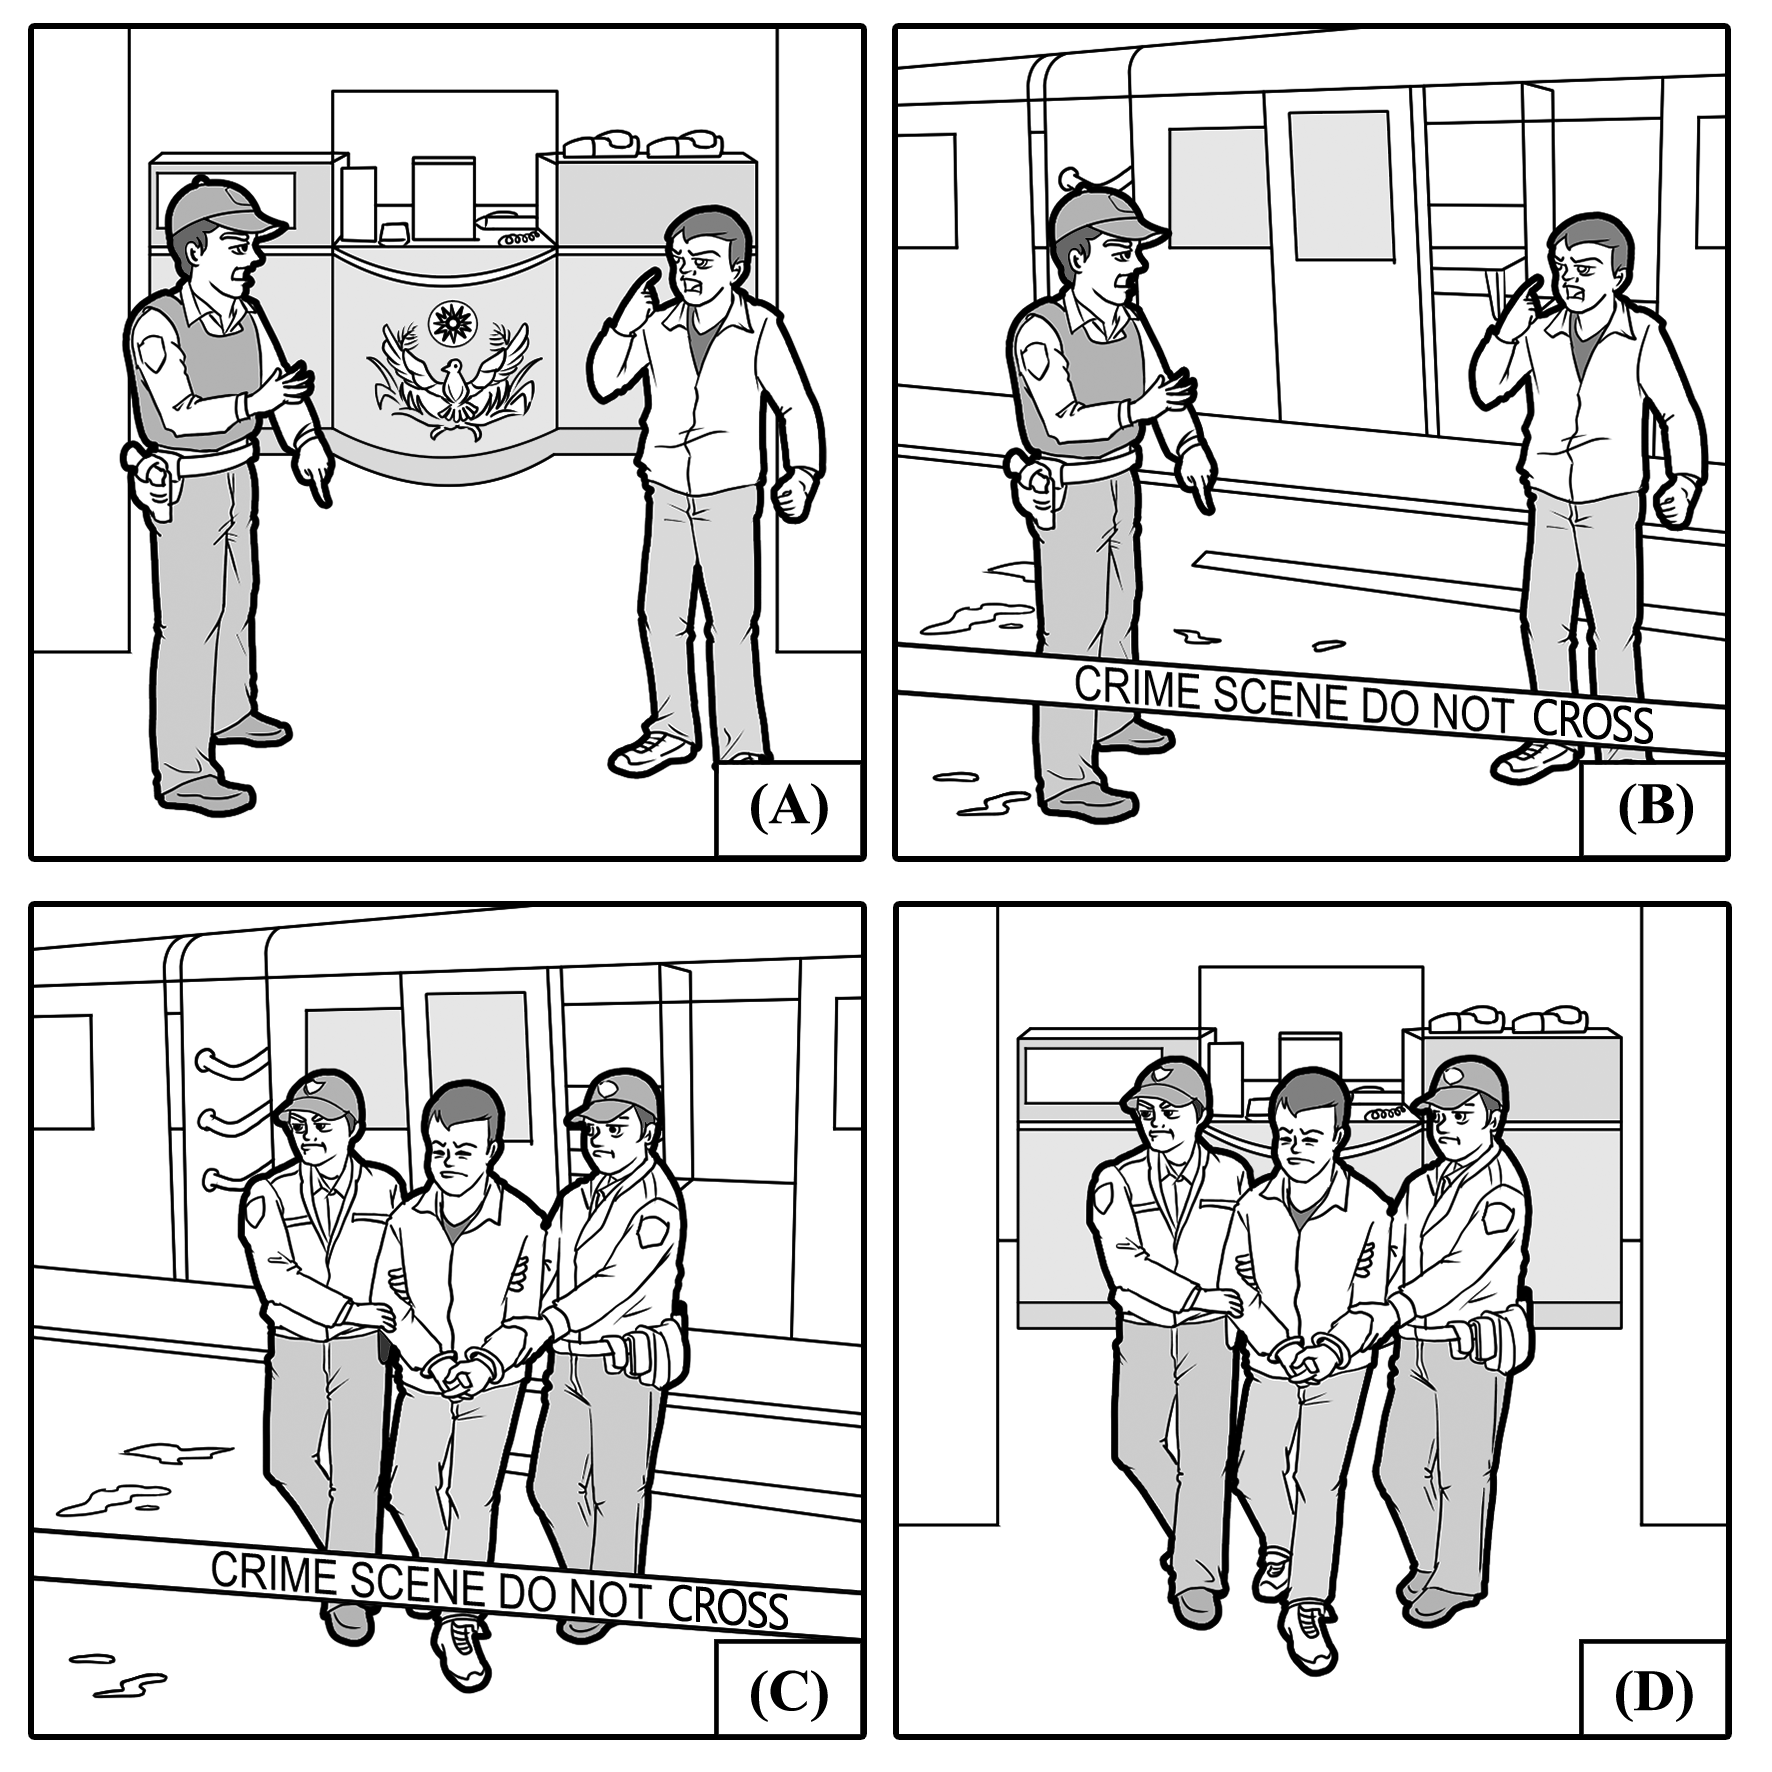 (A)
CRIME SCENE DO NOT CROSS
(B)
CRIME SCENE DO NOT CROSS
(C)
(D)